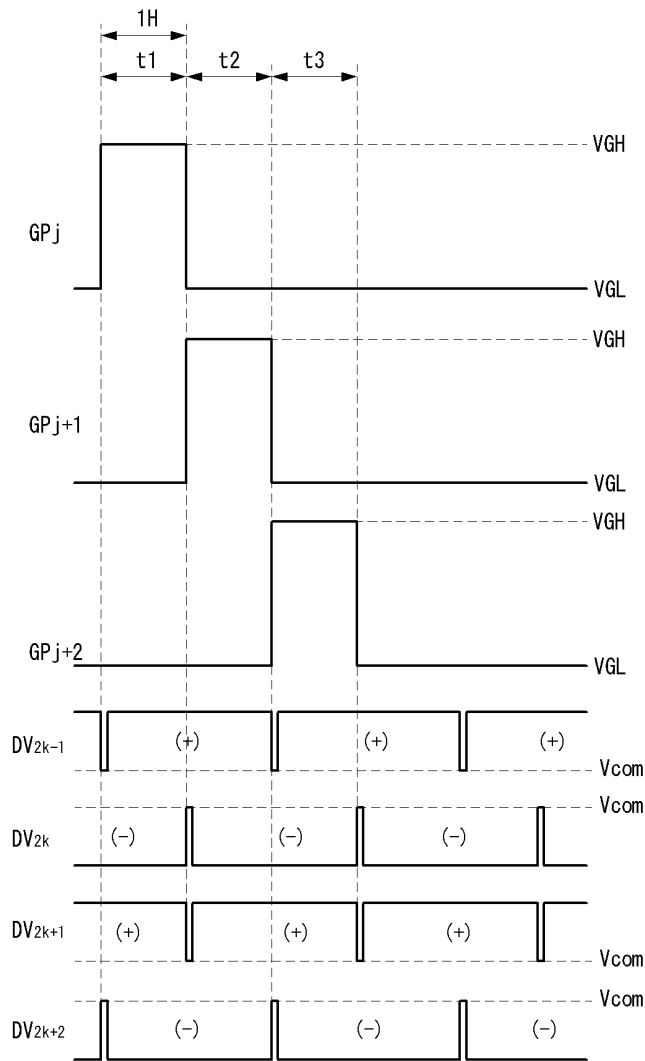 1H
t1 t2 t3
VGH
GPj
VGL
VGH
GPj+1
VGL
VGH
GPj+2
VGL
DV2k-1 (+) (+) (+)
Vcom
Vcom
DV2k (-) (-) (-)
DV2k+1 (+) (+) (+)
Vcom
Vcom
DV2k+2 (-) (-) (-)